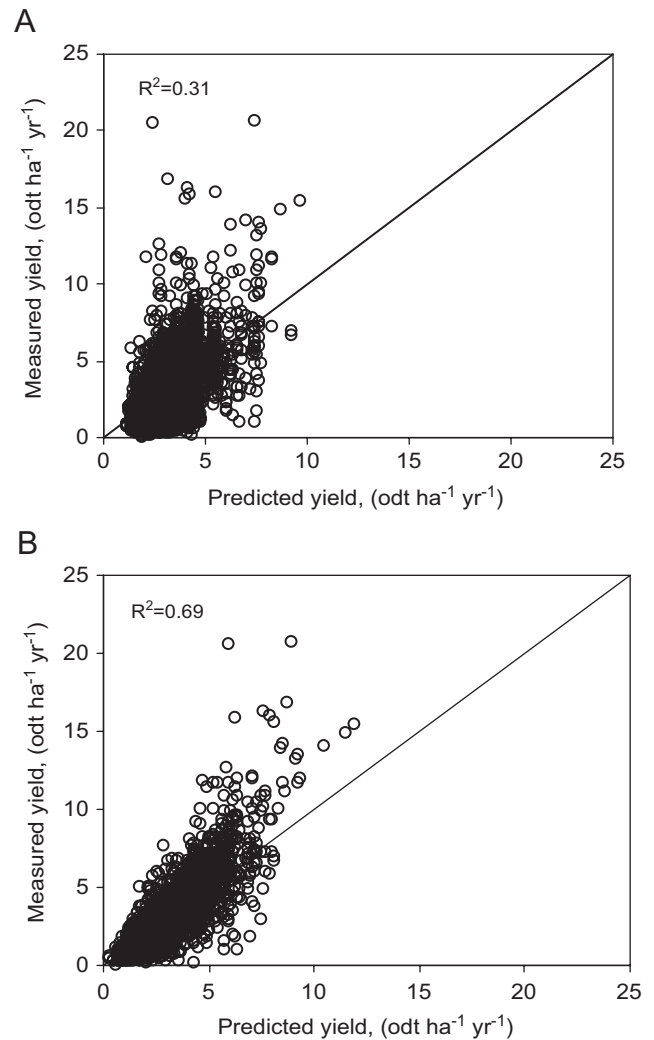 A
25
R²=0.31
20
15
10
5
0
Measured yield, (odt ha⁻¹ yr⁻¹)
0 5 10 15 20 25
Predicted yield, (odt ha⁻¹ yr⁻¹)
B
25
R²=0.69
20
15
10
5
0
Measured yield, (odt ha⁻¹ yr⁻¹)
0 5 10 15 20 25
Predicted yield, (odt ha⁻¹ yr⁻¹)